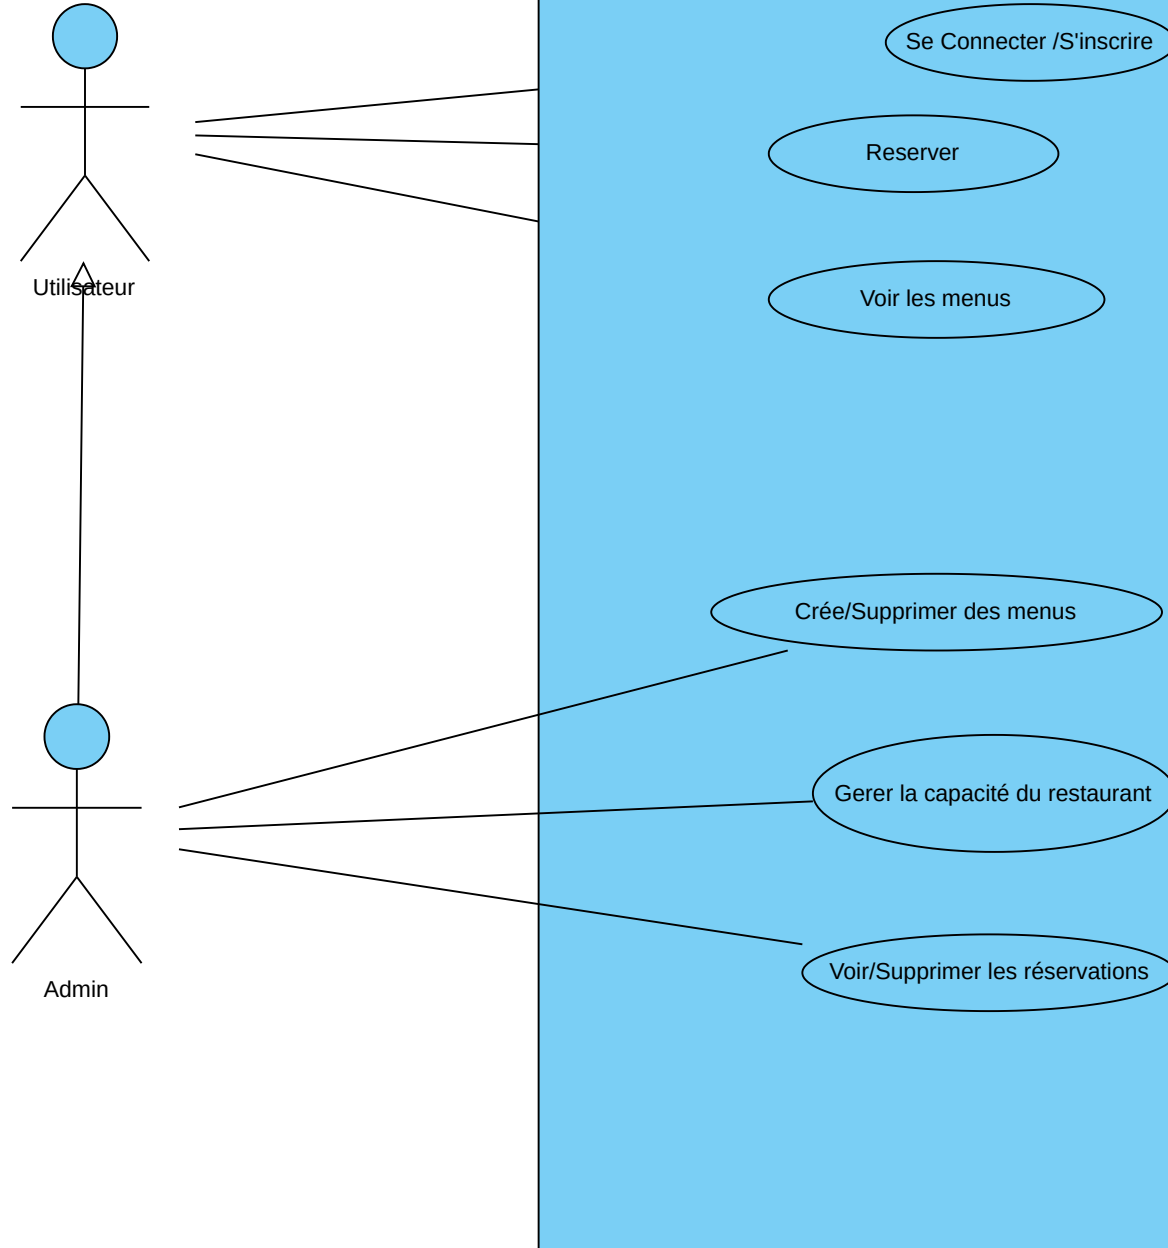 Se Connecter /S'inscrire
Reserver
Utilisateur
Voir les menus
Crée/Supprimer des menus
Gerer la capacité du restaurant
Voir/Supprimer les réservations
Admin